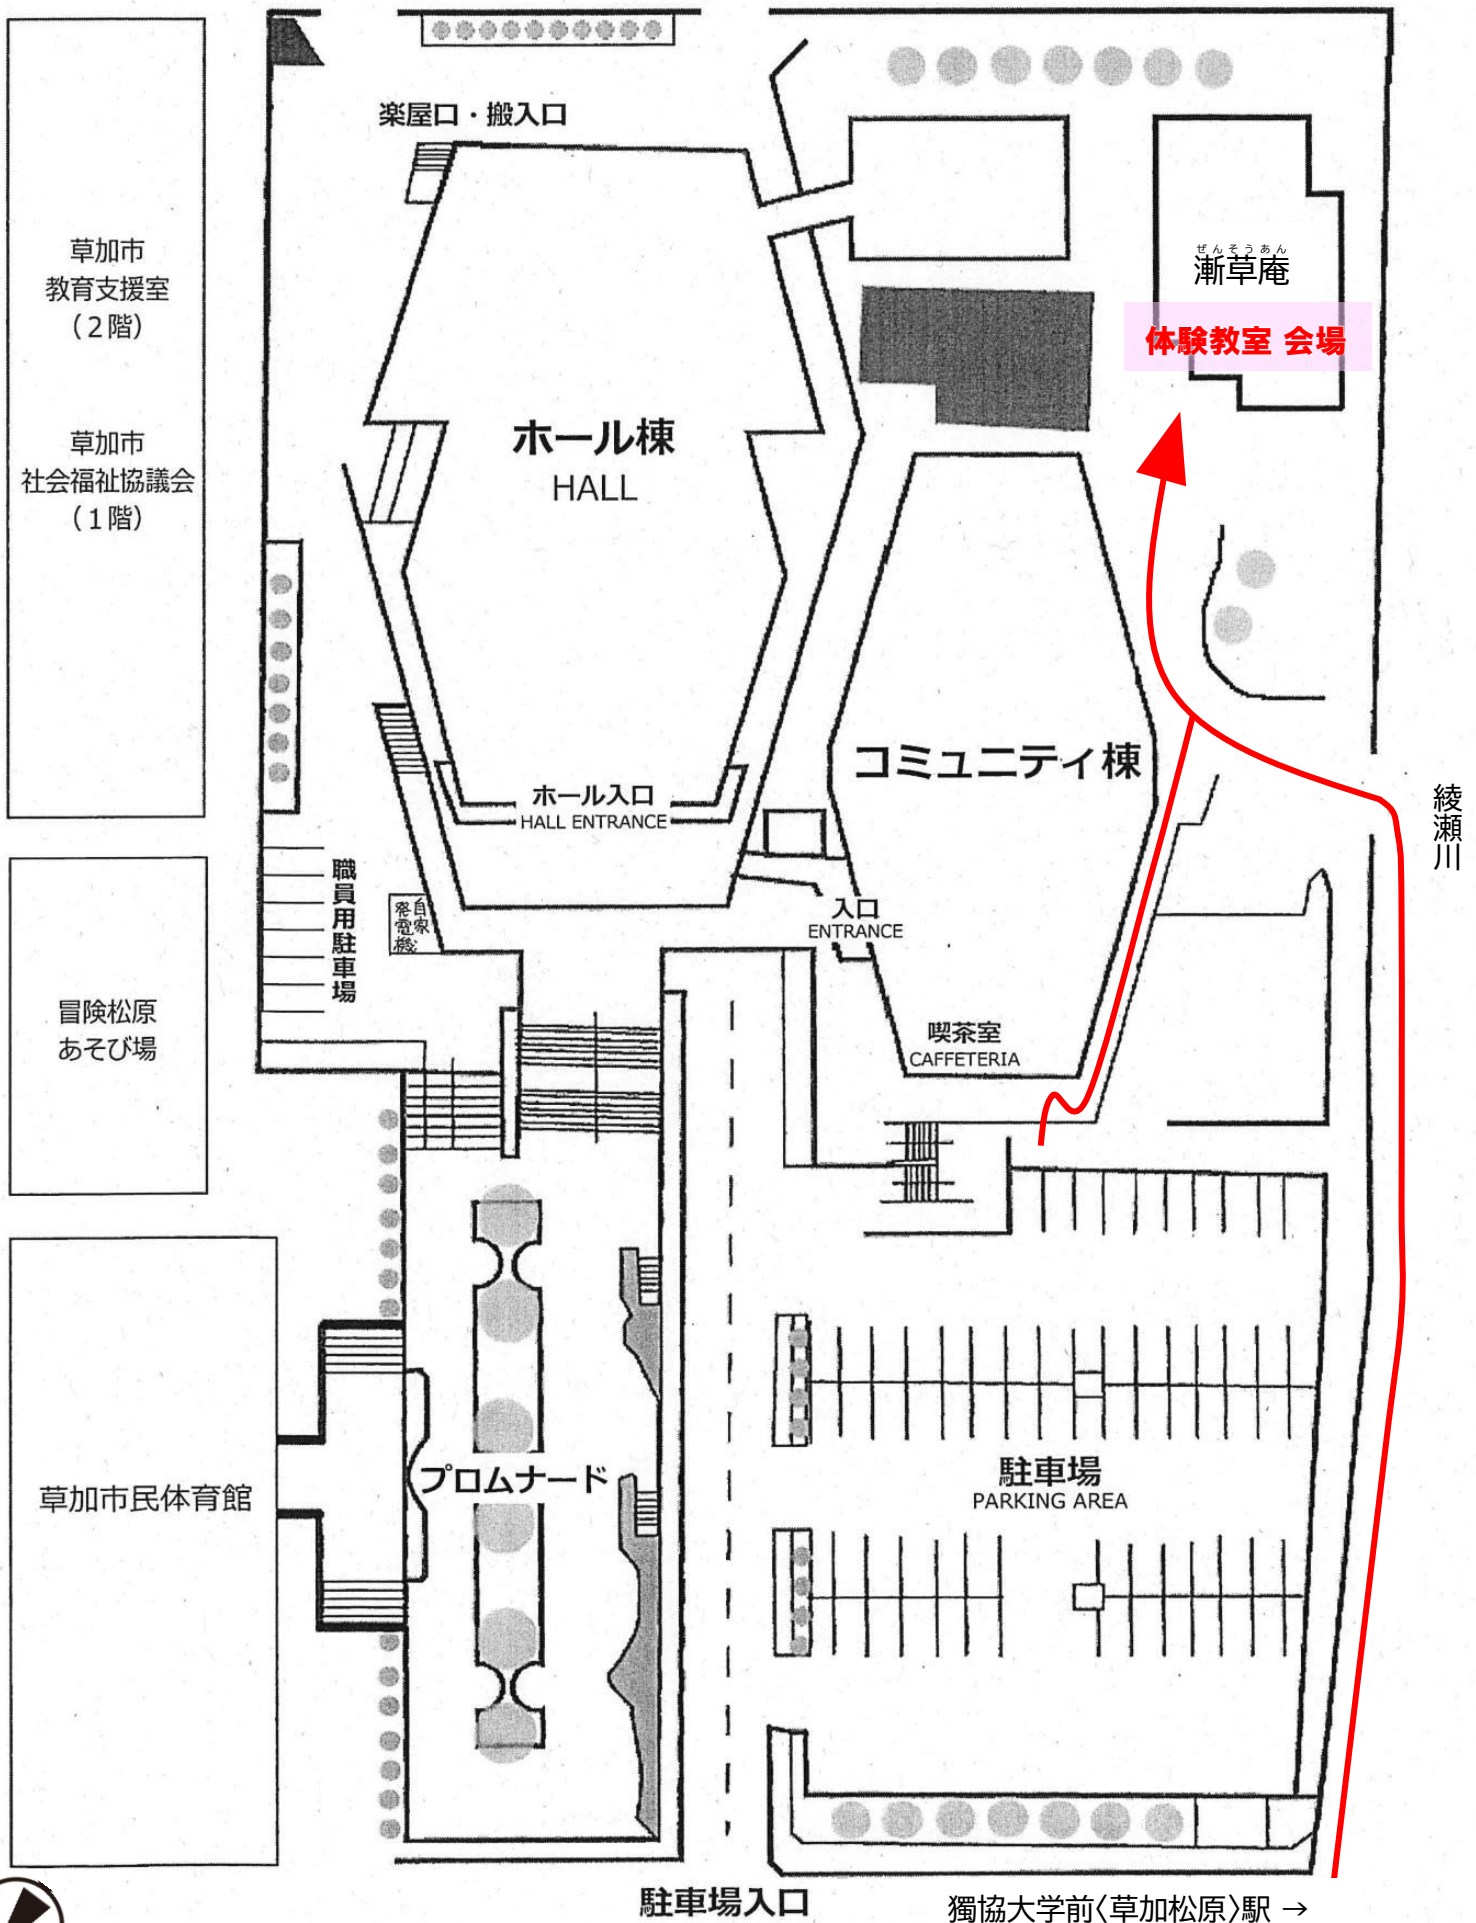 楽屋口・搬入口
草加市
教育支援室
（２階）
草加市
社会福祉協議会
（１階）
ぜんそうあん
漸草庵
体験教室 会場
ホール棟
HALL
コミュニティ棟
ホール入口
HALL ENTRANCE
綾瀬川
職員用駐車場
自家
発電機
入口
ENTRANCE
冒険松原
あそび場
喫茶室
CAFFETERIA
草加市民体育館
プロムナード
駐車場
PARKING AREA
駐車場入口
獨協大学前〈草加松原〉駅 →